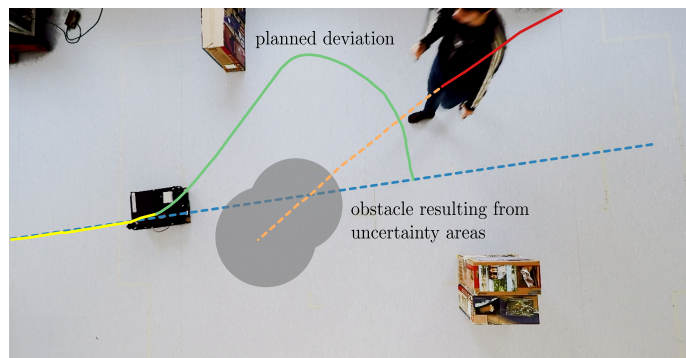 planned deviation
obstacle resulting from
uncertainty areas